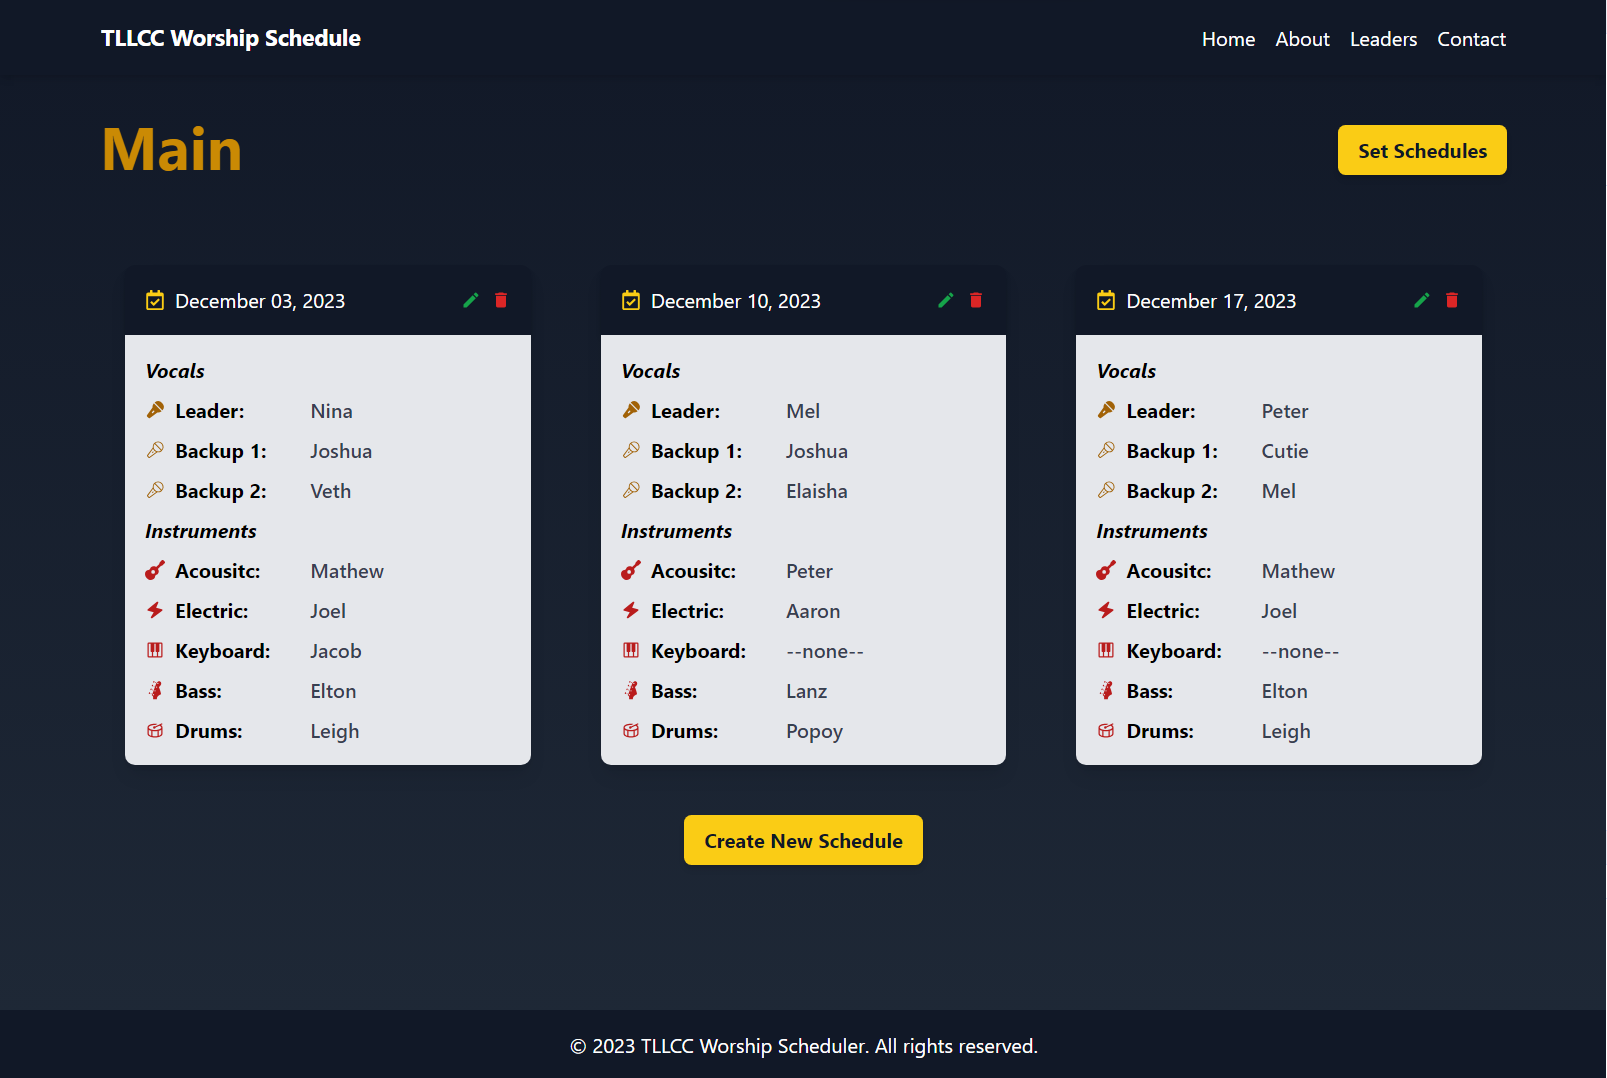 TLLCC Worship Schedule
Home About Leaders Contact
Main
Set Schedules
December 03, 2023
Vocals
Leader: Nina
Backup 1: Joshua
Backup 2: Veth
Instruments
Acousitc: Mathew
Electric: Joel
Keyboard: Jacob
Bass: Elton
Drums: Leigh
December 10, 2023
Vocals
Leader: Mel
Backup 1: Joshua
Backup 2: Elaisha
Instruments
Acousitc: Peter
Electric: Aaron
Keyboard: --none--
Bass: Lanz
Drums: Popoy
December 17, 2023
Vocals
Leader: Peter
Backup 1: Cutie
Backup 2: Mel
Instruments
Acousitc: Mathew
Electric: Joel
Keyboard: --none--
Bass: Elton
Drums: Leigh
Create New Schedule
© 2023 TLLCC Worship Scheduler. All rights reserved.